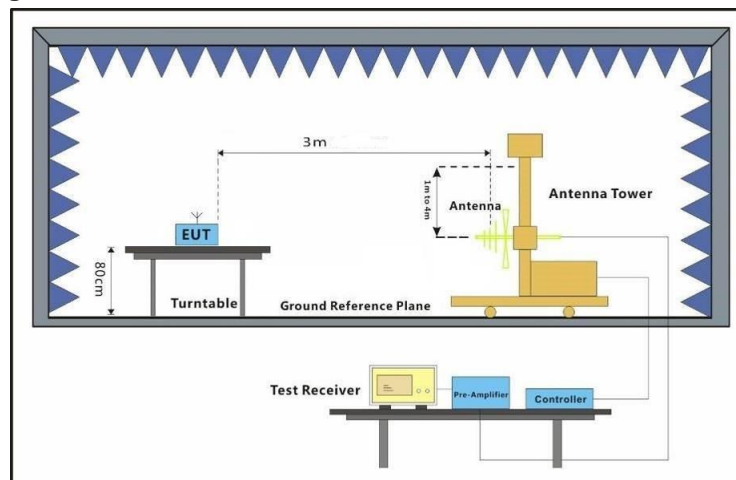 3m
1m to 4m
Antenna
Antenna Tower
EUT
80cm
Turntable
Ground Reference Plane
Test Receiver
Pre-Amplifier
Controller